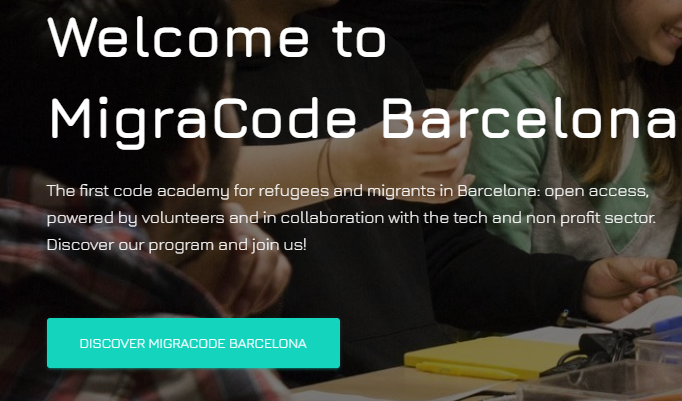 Welcome to
MigraCode Barcelona
The first code academy for refugees and migrants in Barcelona: open access,
powered by volunteers and in collaboration with the tech and non profit sector.
Discover our program and join us!
DISCOVER MIGRACODE BARCELONA